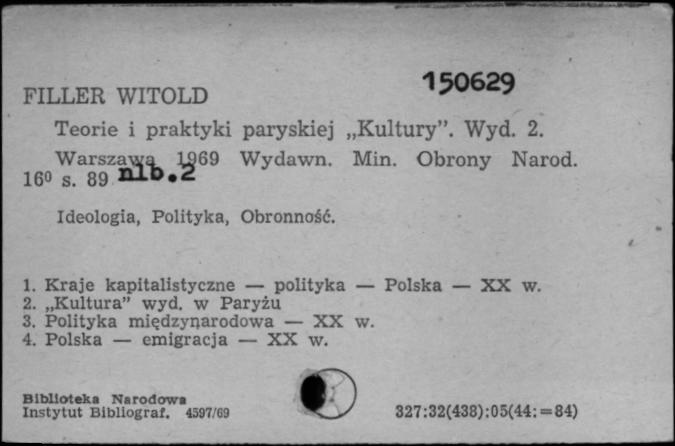 150629
FILLER WITOLD
Teorie i praktyki paryskiej „Kultury”. Wyd. 2.
Warszawa 1969 Wydawn. Min. Obrony Narod.
16⁰ s. 89 nlb.2
Ideologia, Polityka, Obronność.
1. Kraje kapitalistyczne — polityka — Polska — XX w.
2. „Kultura” wyd. w Paryżu
3. Polityka międzynarodowa — XX w.
4. Polska — emigracja — XX w.
Biblioteka Narodowa
Instytut Bibliograf. 4597/69
327:32(438):05(44:=84)